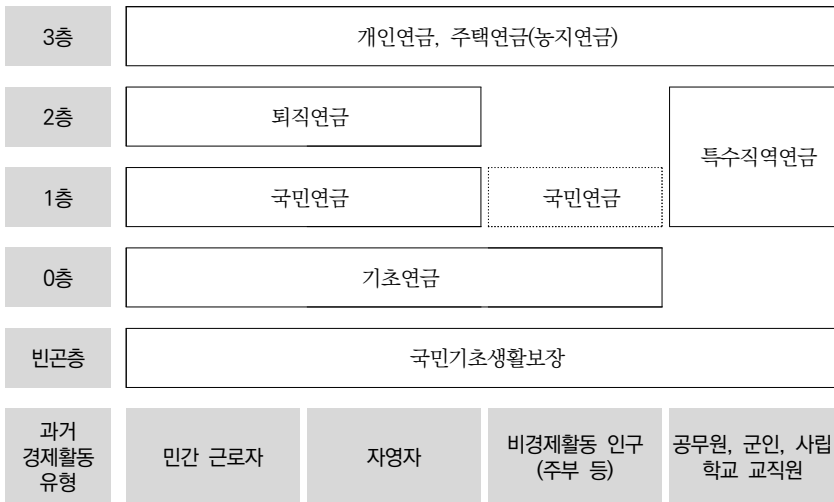 3층
개인연금, 주택연금(농지연금)
2층
퇴직연금
특수직역연금
1층
국민연금
국민연금
0층
기초연금
빈곤층
국민기초생활보장
과거
경제활동
유형
민간 근로자
자영자
비경제활동 인구
(주부 등)
공무원, 군인, 사립
학교 교직원